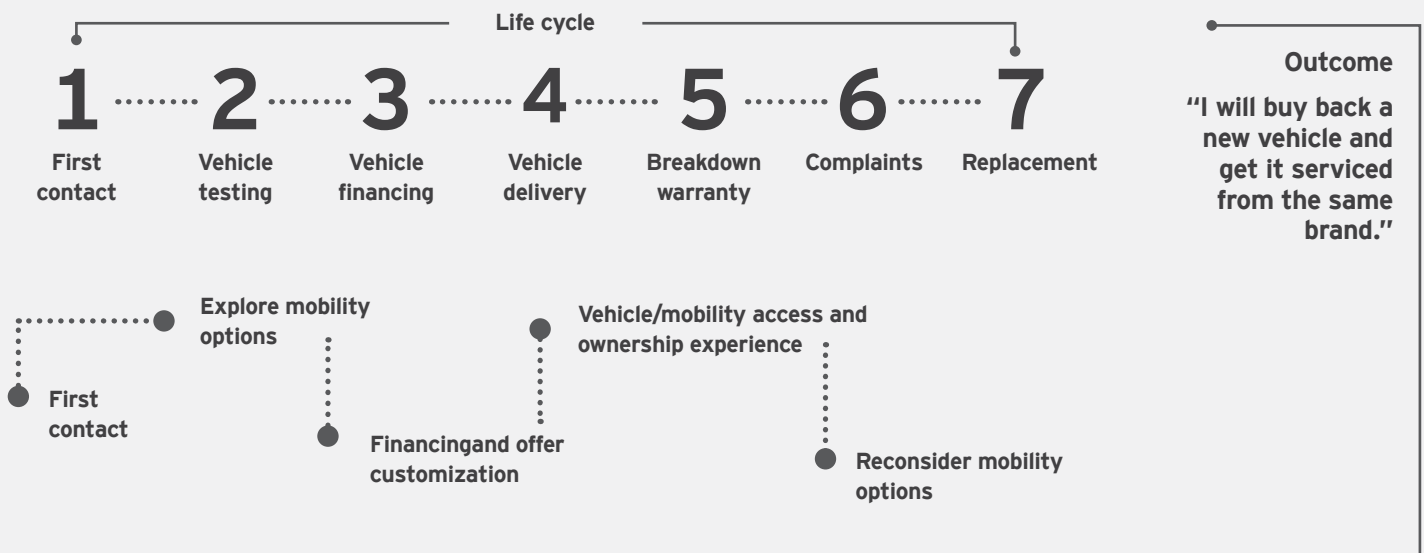 Life cycle
1 2 3 4 5 6 7
First contact
Vehicle testing
Vehicle financing
Vehicle delivery
Breakdown warranty
Complaints
Replacement
Outcome
“I will buy back a
new vehicle and
get it serviced
from the same
brand.”
Explore mobility
options
First
contact
Vehicle/mobility access and
ownership experience
Financingand offer
customization
Reconsider mobility
options